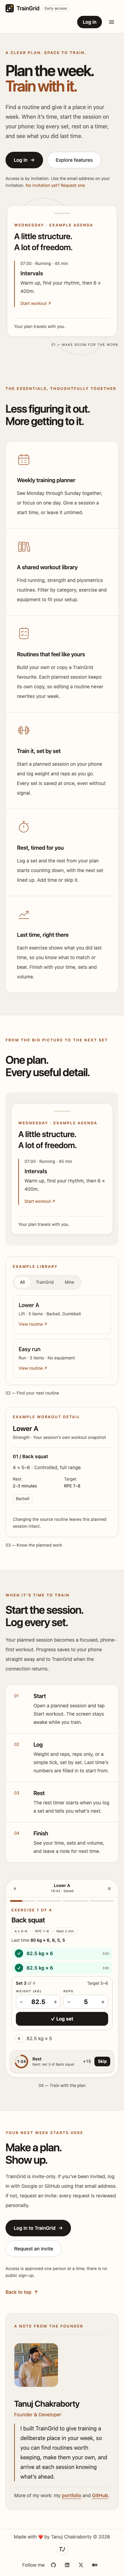 TrainGrid Early access
Log in
A CLEAR PLAN. SPACE TO TRAIN.
Plan the week.
Train with it.
Find a routine and give it a place in your
week. When it's time, start the session on
your phone: log every set, rest on a timer,
and see what you did last time.
Log in →
Explore features
Access is by invitation. Use the email address on your
invitation. No invitation yet? Request one
WEDNESDAY · EXAMPLE AGENDA
A little structure.
A lot of freedom.
07:00 · Running · 45 min
Intervals
Warm up, find your rhythm, then 6 ×
400m.
Start workout ↗
Your plan travels with you.
01 — MAKE ROOM FOR THE WORK
THE ESSENTIALS, THOUGHTFULLY TOGETHER
Less figuring it out.
More getting to it.
Weekly training planner
See Monday through Sunday together,
or focus on one day. Give a session a
start time, or leave it untimed.
A shared workout library
Find running, strength and plyometrics
routines. Filter by category, exercise and
equipment to fit your setup.
Routines that feel like yours
Build your own or copy a TrainGrid
favourite. Each planned session keeps
its own copy, so editing a routine never
rewrites your week.
Train it, set by set
Start a planned session on your phone
and log weights and reps as you go.
Every set is saved at once, even without
signal.
Rest, timed for you
Log a set and the rest from your plan
starts counting down, with the next set
lined up. Add time or skip it.
Last time, right there
Each exercise shows what you did last
time, so you know what to match or
beat. Finish with your times, sets and
volume.
FROM THE BIG PICTURE TO THE NEXT SET
One plan.
Every useful detail.
WEDNESDAY · EXAMPLE AGENDA
A little structure.
A lot of freedom.
07:00 · Running · 45 min
Intervals
Warm up, find your rhythm, then 6 ×
400m.
Start workout ↗
Your plan travels with you.
EXAMPLE LIBRARY
All TrainGrid Mine
Lower A
Lift · 5 items · Barbell, Dumbbell
View routine ↗
Easy run
Run · 3 items · No equipment
View routine ↗
02 — Find your next routine
EXAMPLE WORKOUT DETAIL
Lower A
Strength · Your session's own workout snapshot
01 / Back squat
4 × 5–6 · Controlled, full range
Rest Target
2–3 minutes RPE 7–8
Barbell
Changing the source routine leaves this planned
session intact.
03 — Know the planned work
WHEN IT'S TIME TO TRAIN
Start the session.
Log every set.
Your planned session becomes a focused, phone-
first workout. Progress saves to your phone
straight away and to TrainGrid when the
connection returns.
01 Start
Open a planned session and tap
Start workout. The screen stays
awake while you train.
02 Log
Weight and reps, reps only, or a
simple tick, set by set. Last time's
numbers are filled in to start from.
03 Rest
The rest timer starts when you log
a set and tells you what's next.
04 Finish
See your time, sets and volume,
and leave a note for next time.
Lower A
18:42 · Saved
EXERCISE 1 OF 4
Back squat
4 × 5–6 RPE 7–8 Rest 2 min
Last time 80 kg × 6, 6, 5, 5
82.5 kg × 6 Edit
82.5 kg × 6 Edit
Set 3 of 4 Target 5–6
WEIGHT (KG) REPS
− 82.5 + − 5 +
✓ Log set
4 82.5 kg × 5
1:24 Rest +15 Skip
Next: set 3 of Back squat
04 — Train with the plan
YOUR NEXT WEEK STARTS HERE
Make a plan.
Show up.
TrainGrid is invite-only. If you've been invited, log
in with Google or GitHub using that email address.
If not, request an invite: every request is reviewed
personally.
Log in to TrainGrid →
Request an invite
Access is approved one person at a time; there is no
public sign-up.
Back to top ↑
A NOTE FROM THE FOUNDER
Tanuj Chakraborty
Founder & Developer
I built TrainGrid to give training a
deliberate place in your week, so
you can find routines worth
keeping, make them your own, and
arrive at each session knowing
what's ahead.
More of my work: my portfolio and GitHub.
Made with ❤ by Tanuj Chakraborty © 2026
TJ
Follow me